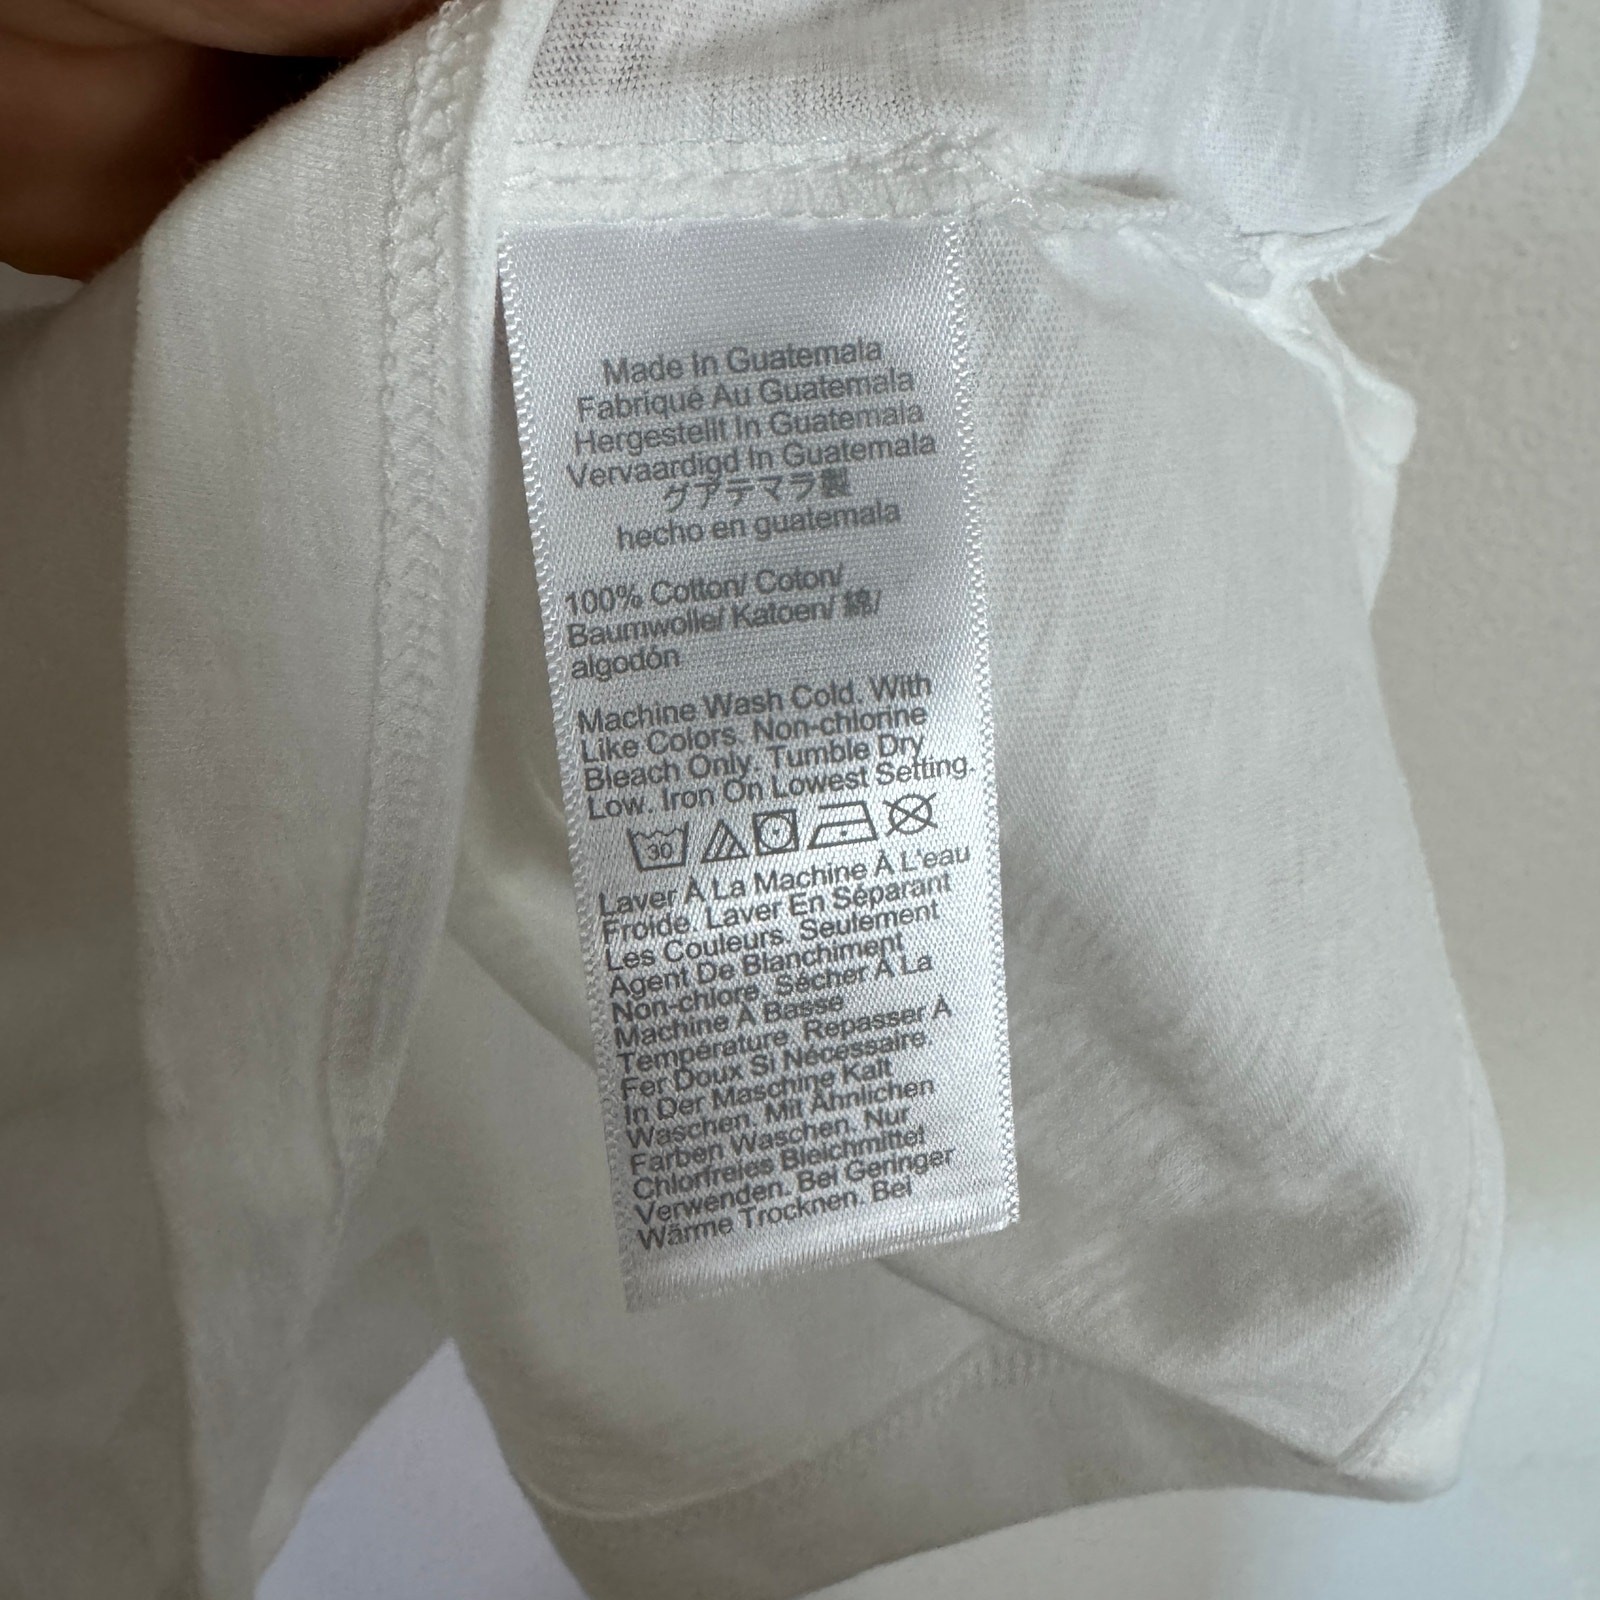 Made In Guatemala
Fabriqué Au Guatemala
Hergestellt In Guatemala
Vervaardigd In Guatemala
グアテマラ製
hecho en guatemala
100% Cotton/ Coton/
Baumwolle/ Katoen/ 綿/
algodón
Machine Wash Cold. With
Like Colors. Non-chlorine
Bleach Only. Tumble Dry
Low. Iron On Lowest Setting.
30
Laver À La Machine À L'eau
Froide. Laver En Séparant
Les Couleurs. Seulement
Agent De Blanchiment
Non-chlore. Sécher À La
Machine À Basse
Température. Repasser À
Fer Doux Si Nécessaire.
In Der Maschine Kalt
Waschen. Mit Ähnlichen
Farben Waschen. Nur
Chlorfreies Bleichmittel
Verwenden. Bei Geringer
Wärme Trocknen. Bei